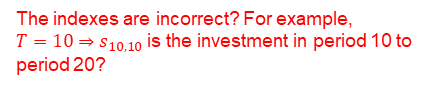 The indexes are incorrect? For example,
𝑇 = 10 ⇒ 𝑠₁₀,₁₀ is the investment in period 10 to
period 20?